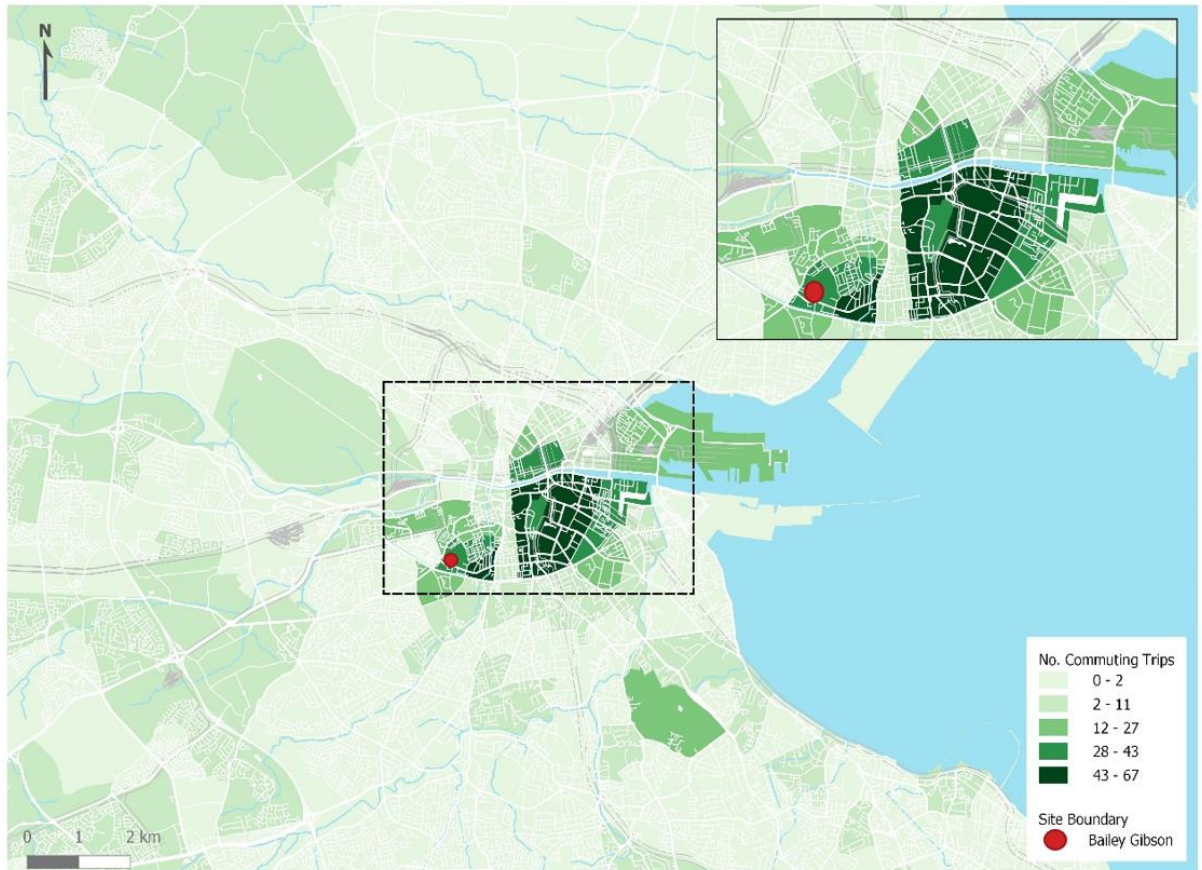 N
No. Commuting Trips
0 - 2
2 - 11
12 - 27
28 - 43
43 - 67
Site Boundary
Bailey Gibson
0 1 2 km